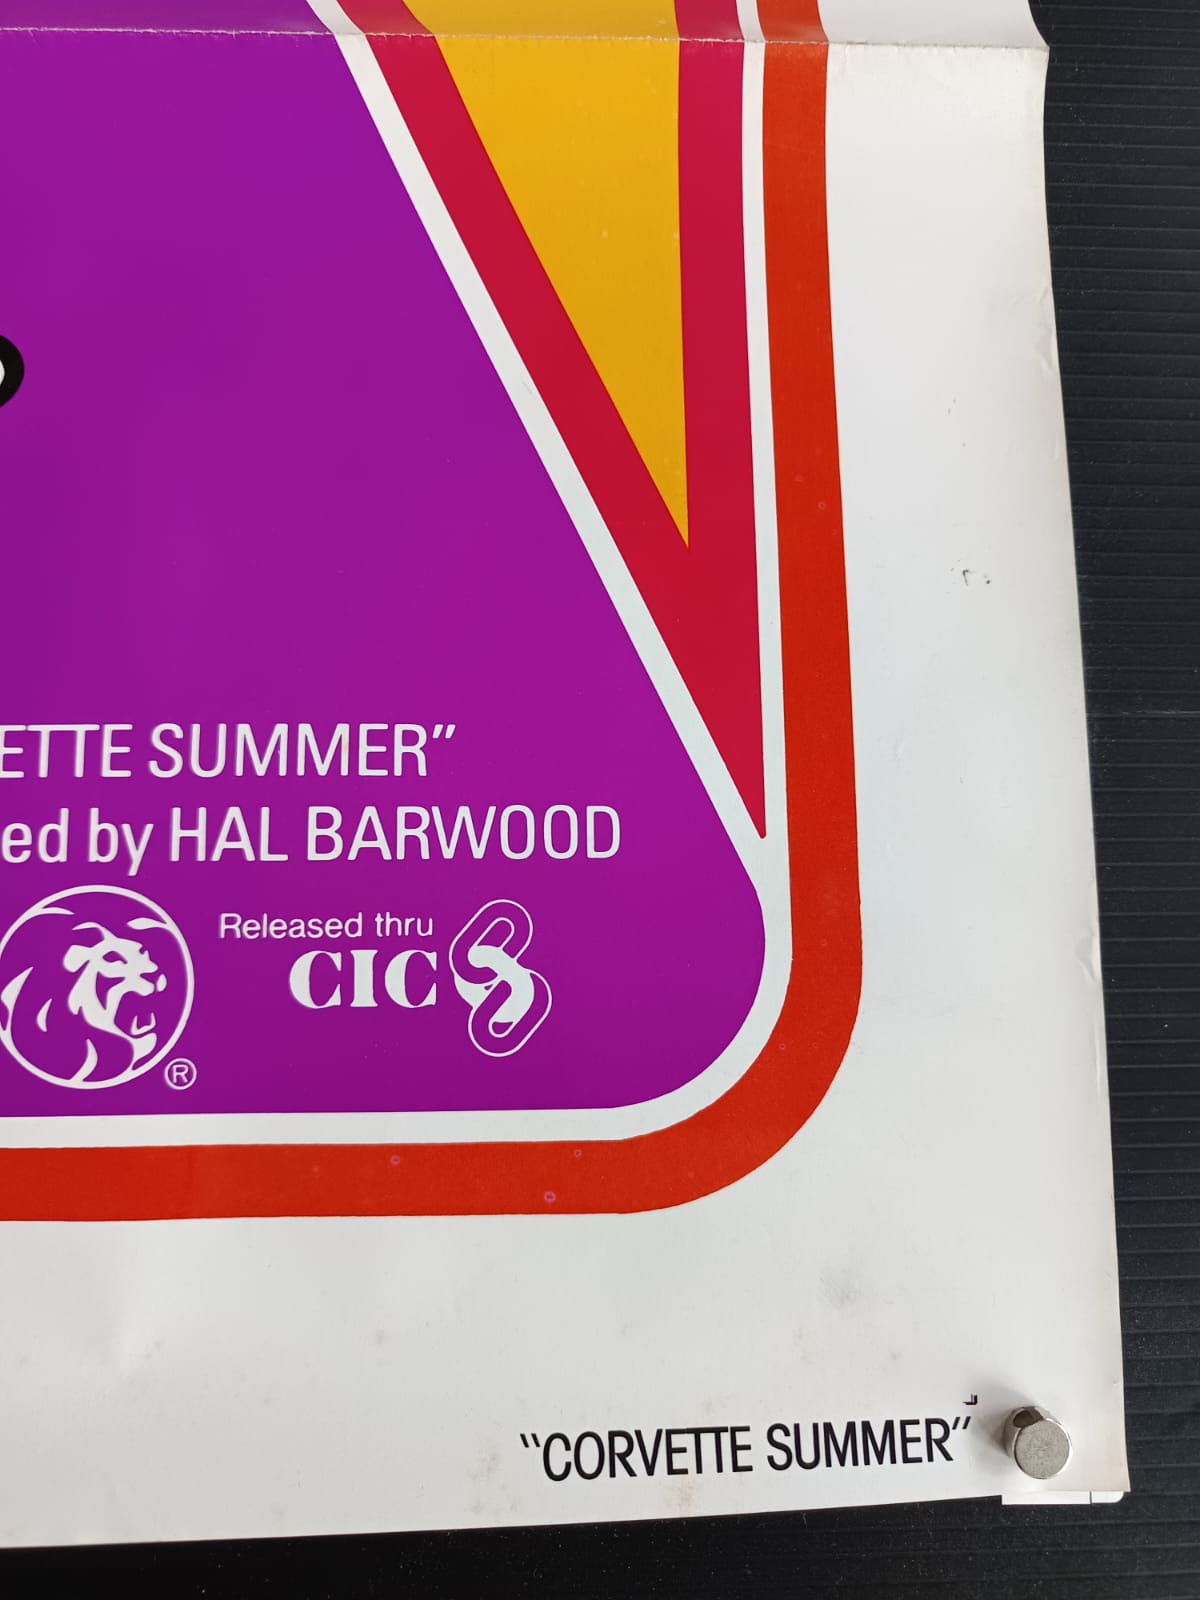 ETTE SUMMER”
ed by HAL BARWOOD
Released thru
CIC
®
“CORVETTE SUMMER”